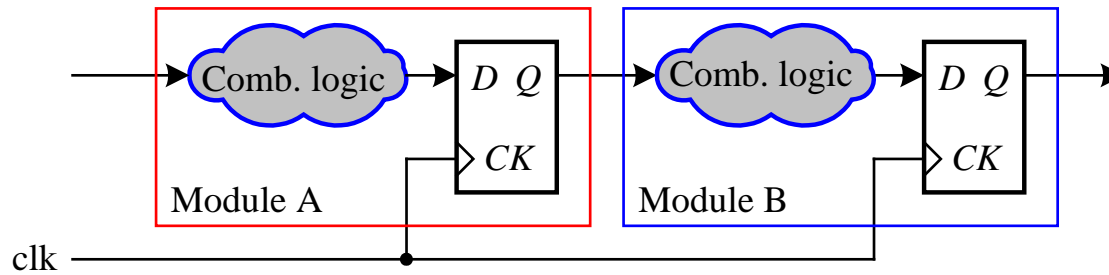 Comb. logic
D Q
CK
Module A
Comb. logic
D Q
CK
Module B
clk